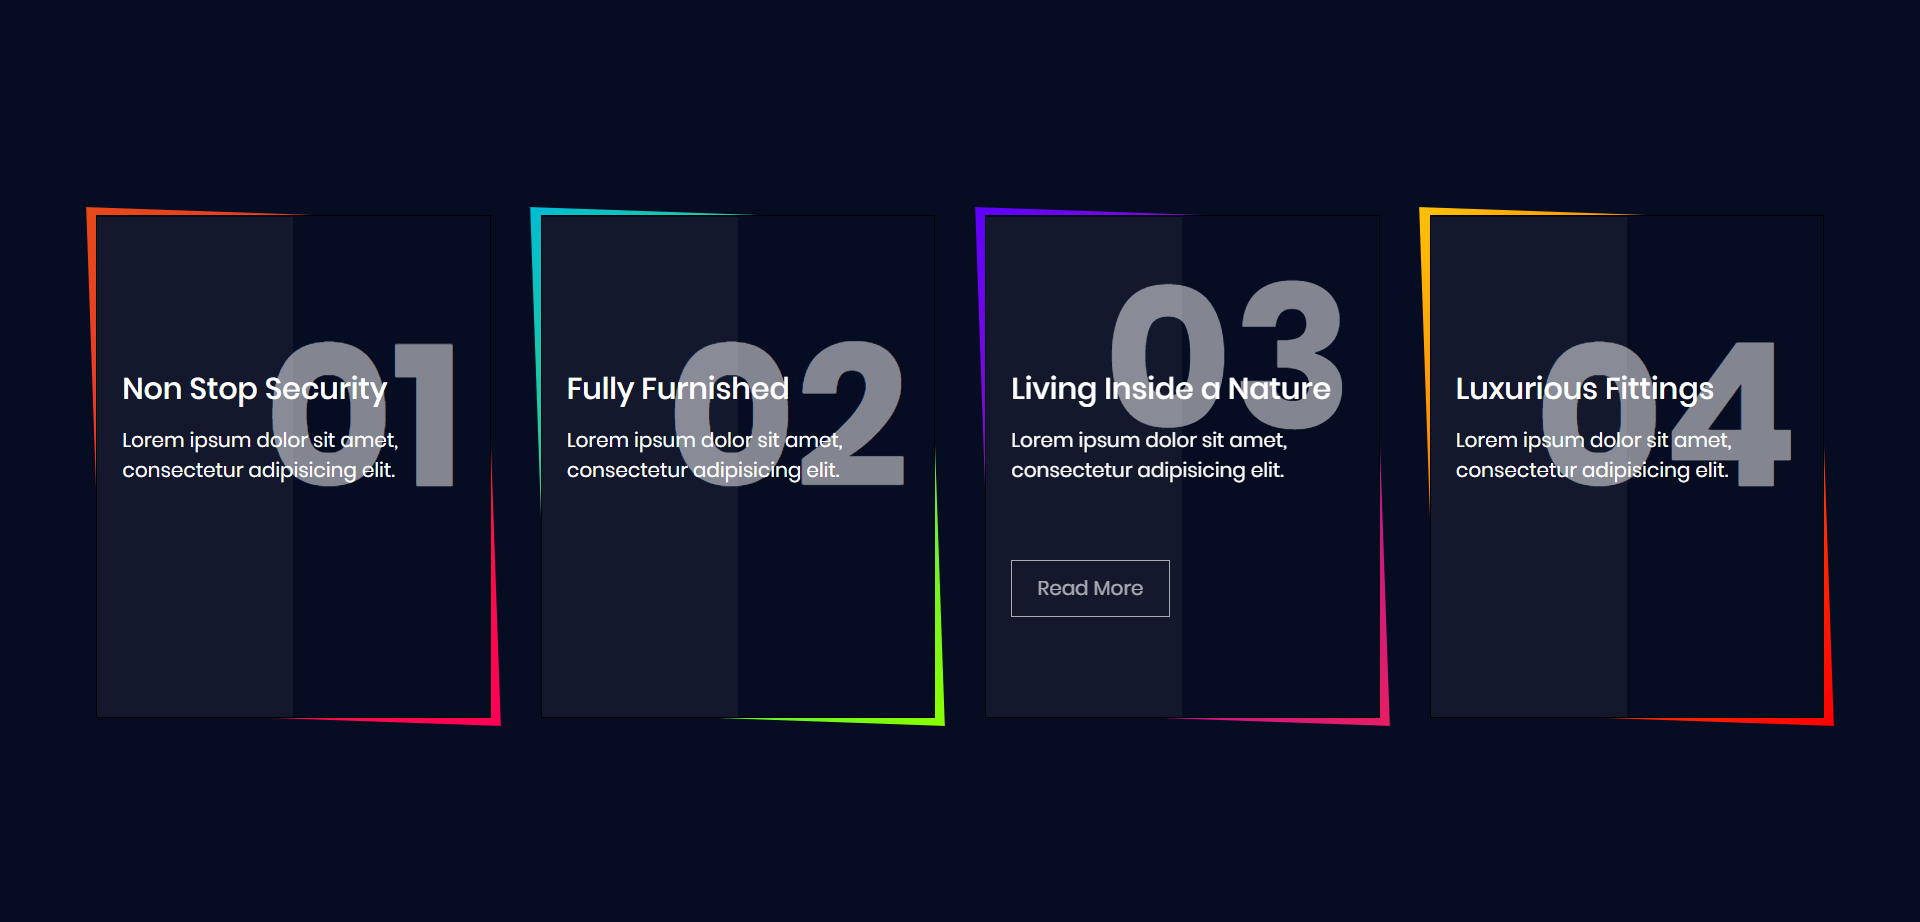 01
Non Stop Security
Lorem ipsum dolor sit amet,
consectetur adipisicing elit.
02
Fully Furnished
Lorem ipsum dolor sit amet,
consectetur adipisicing elit.
03
Living Inside a Nature
Lorem ipsum dolor sit amet,
consectetur adipisicing elit.
Read More
04
Luxurious Fittings
Lorem ipsum dolor sit amet,
consectetur adipisicing elit.